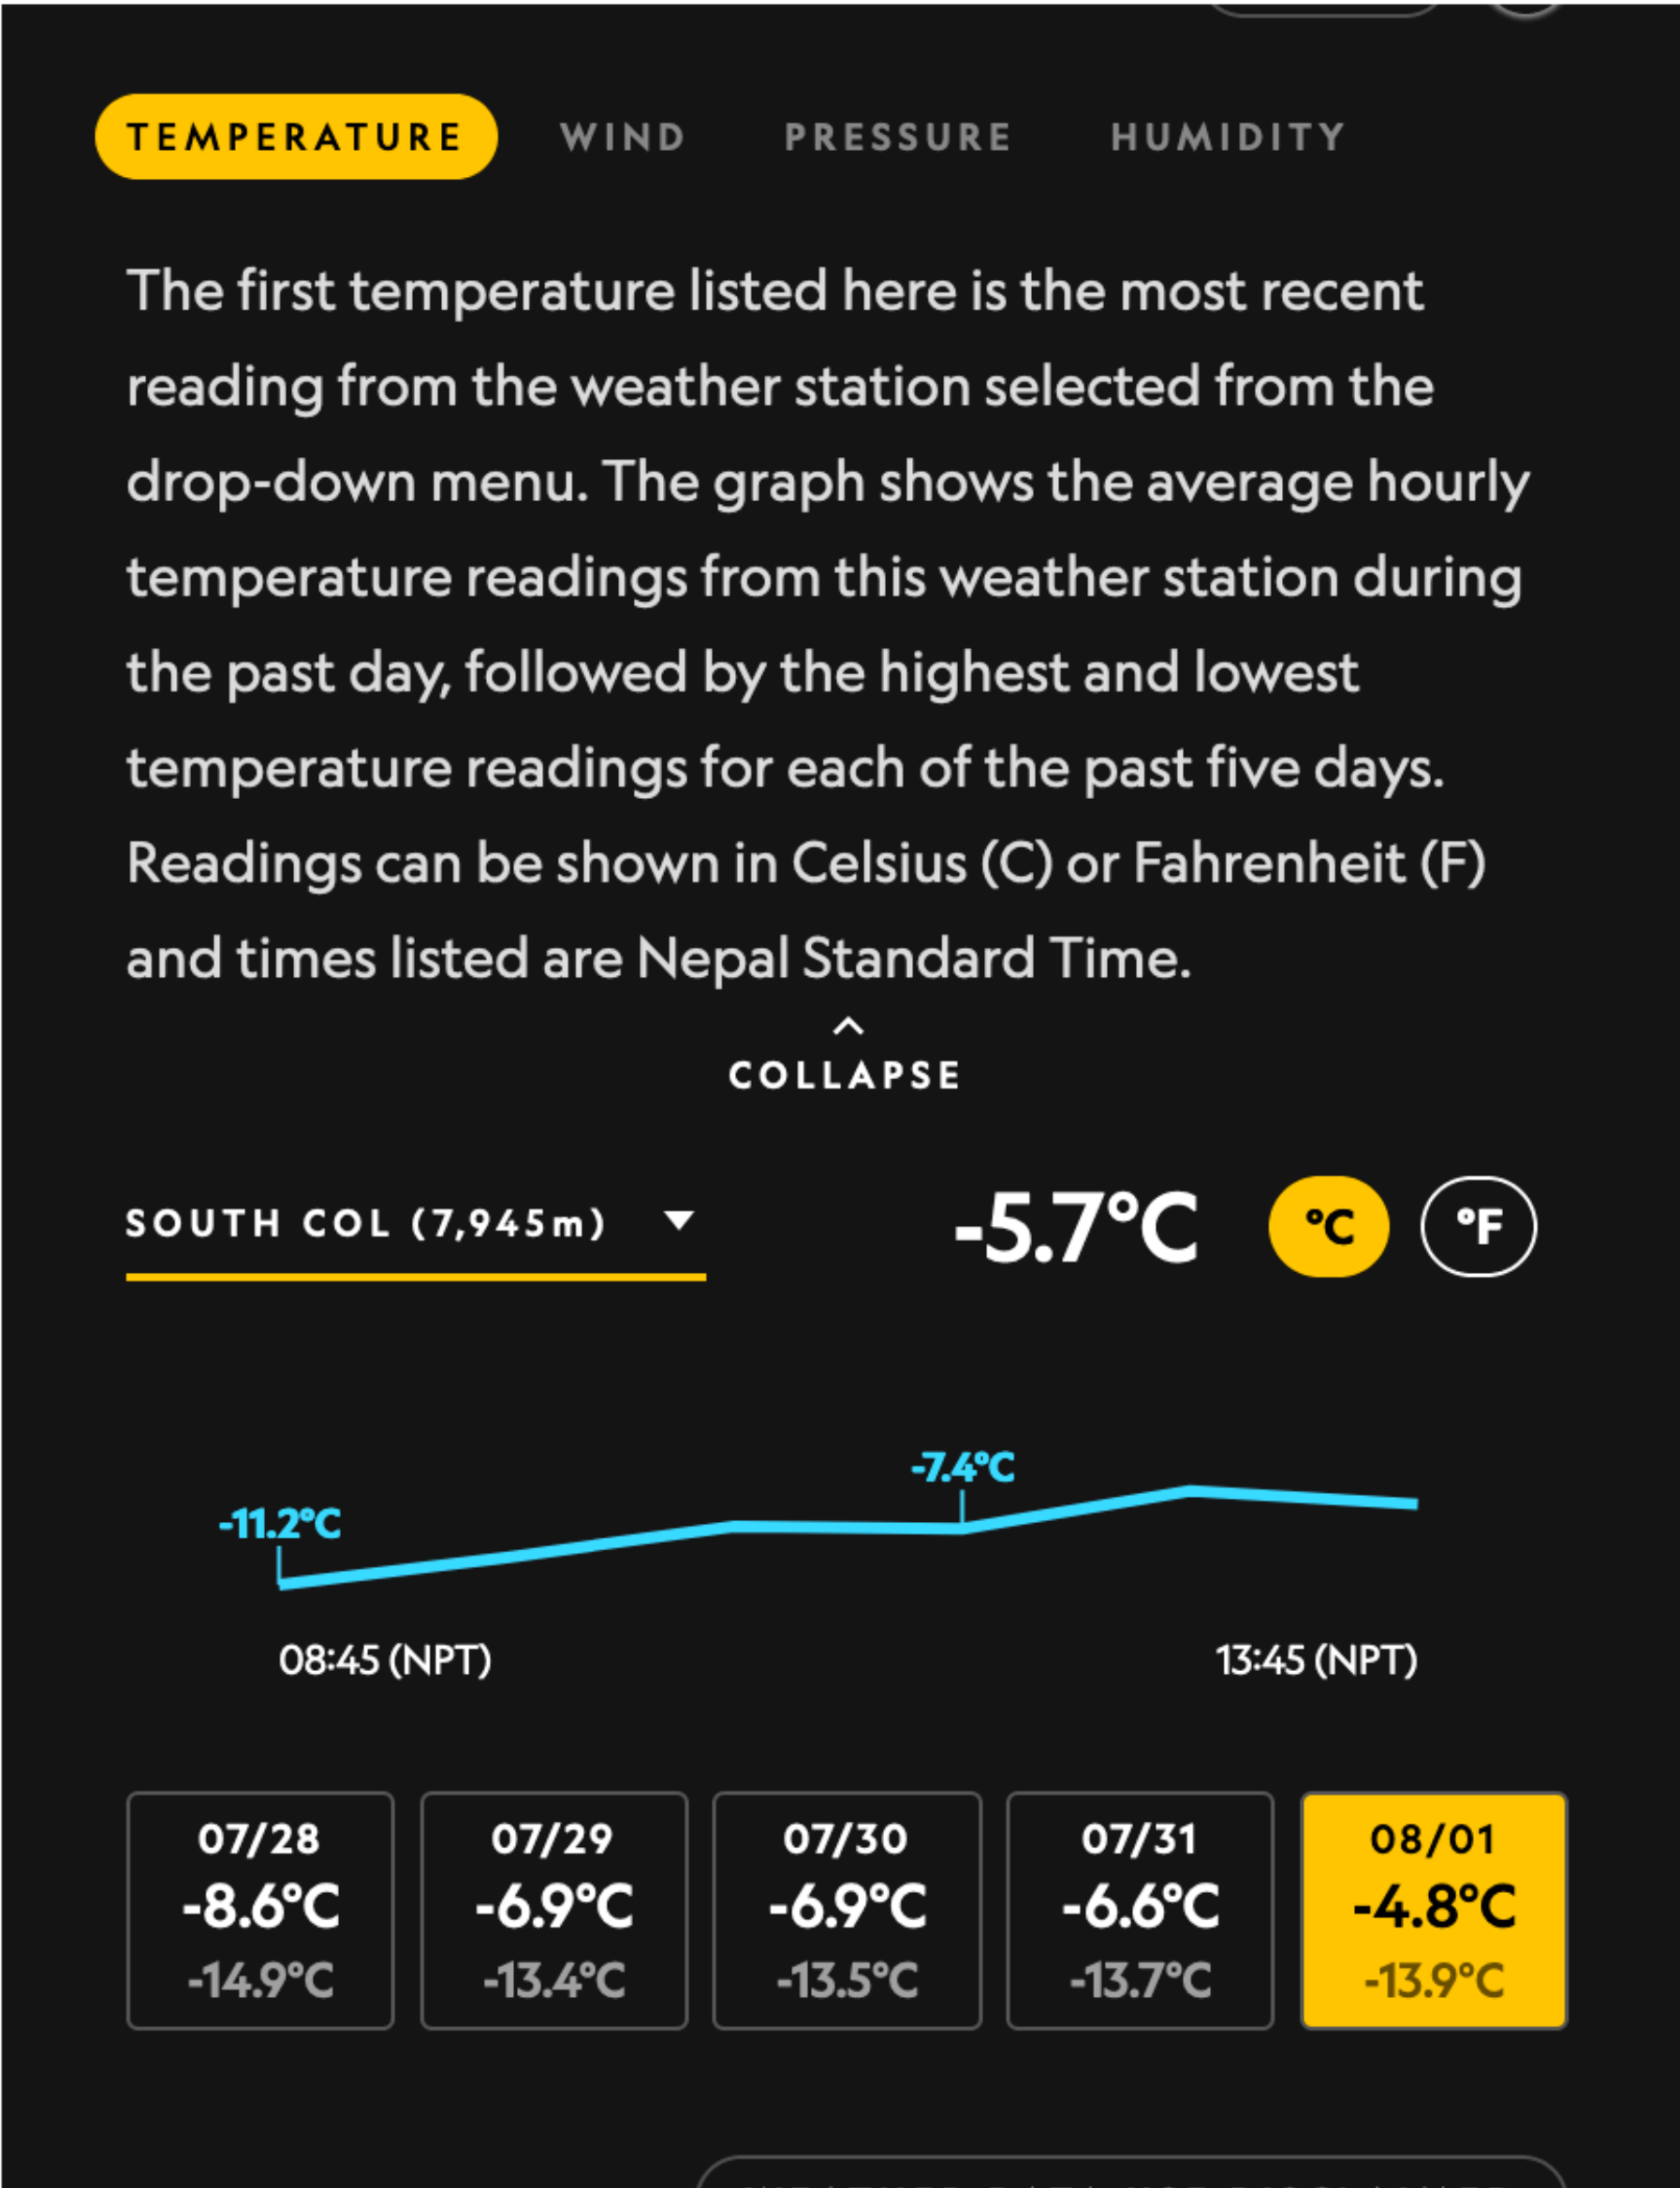 TEMPERATURE WIND PRESSURE HUMIDITY
The first temperature listed here is the most recent
reading from the weather station selected from the
drop-down menu. The graph shows the average hourly
temperature readings from this weather station during
the past day, followed by the highest and lowest
temperature readings for each of the past five days.
Readings can be shown in Celsius (C) or Fahrenheit (F)
and times listed are Nepal Standard Time.
COLLAPSE
SOUTH COL (7,945m) -5.7°C °C °F
-7.4°C
-11.2°C
08:45 (NPT) 13:45 (NPT)
07/28 07/29 07/30 07/31 08/01
-8.6°C -6.9°C -6.9°C -6.6°C -4.8°C
-14.9°C -13.4°C -13.5°C -13.7°C -13.9°C